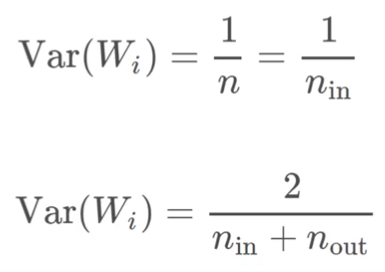 Var(W_i) = 1/n = 1/n_in
Var(W_i) = 2/(n_in + n_out)